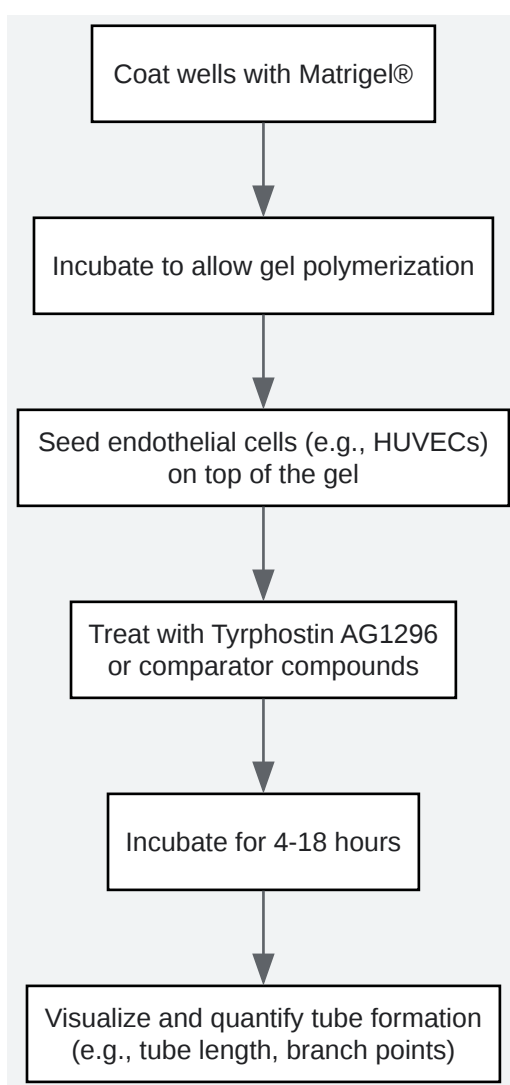 Coat wells with Matrigel®
Incubate to allow gel polymerization
Seed endothelial cells (e.g., HUVECs)
on top of the gel
Treat with Tyrphostin AG1296
or comparator compounds
Incubate for 4-18 hours
Visualize and quantify tube formation
(e.g., tube length, branch points)